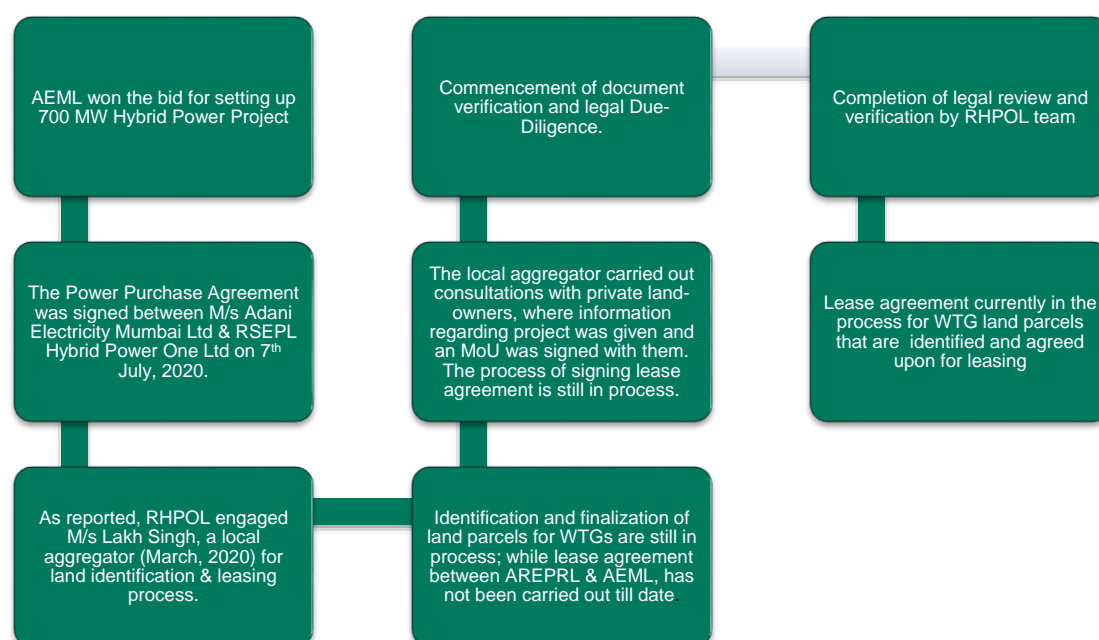 AEML won the bid for setting up
700 MW Hybrid Power Project
The Power Purchase Agreement
was signed between M/s Adani
Electricity Mumbai Ltd & RSEPL
Hybrid Power One Ltd on 7th
July, 2020.
As reported, RHPOL engaged
M/s Lakh Singh, a local
aggregator (March, 2020) for
land identification & leasing
process.
Identification and finalization of
land parcels for WTGs are still in
process; while lease agreement
between AREPRL & AEML, has
not been carried out till date.
The local aggregator carried out
consultations with private land-
owners, where information
regarding project was given and
an MoU was signed with them.
The process of signing lease
agreement is still in process.
Commencement of document
verification and legal Due-
Diligence.
Completion of legal review and
verification by RHPOL team
Lease agreement currently in the
process for WTG land parcels
that are identified and agreed
upon for leasing